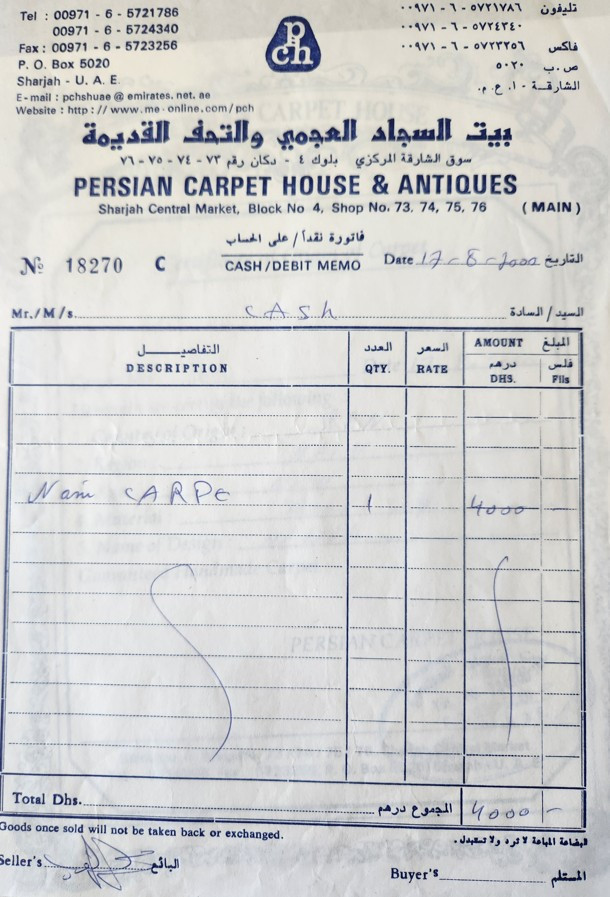 Tel : 00971 - 6 - 5721786
00971 - 6 - 5724340
Fax : 00971 - 6 - 5723256
P. O. Box 5020
Sharjah - U. A. E.
E-mail : pchshuae @ emirates. net. ae
Website : http : // www.me-online.com/pch
pch
تليفون ٠٠٩٧١ - ٦ - ٥٧٢١٧٨٦
٠٠٩٧١ - ٦ - ٥٧٢٤٣٤٠
فاكس ٠٠٩٧١ - ٦ - ٥٧٢٣٢٥٦
ص. ب ٥٠٢٠
الشارقة - ا. ع. م.
بيت السجاد العجمي والتحف القديمة
سوق الشارقة المركزي بلوك ٤ - دكان رقم ٧٣ - ٧٤ - ٧٥ - ٧٦
PERSIAN CARPET HOUSE & ANTIQUES
Sharjah Central Market, Block No 4, Shop No. 73, 74, 75, 76 (MAIN)
فاتورة نقداً / على الحساب
№ 18270 C CASH/DEBIT MEMO Date 17-8-2000 التاريخ
Mr./M/s. CASH السيد / السادة
التفاصيل العدد السعر AMOUNT المبلغ
DESCRIPTION QTY. RATE درهم DHS. فلس Fils
Nain CARPE 1 4000 -
Total Dhs. المجموع درهم 4000 -
Goods once sold will not be taken back or exchanged. البضاعة المباعة لا ترد ولا تستبدل.
Seller's البائع
Buyer's المستلم